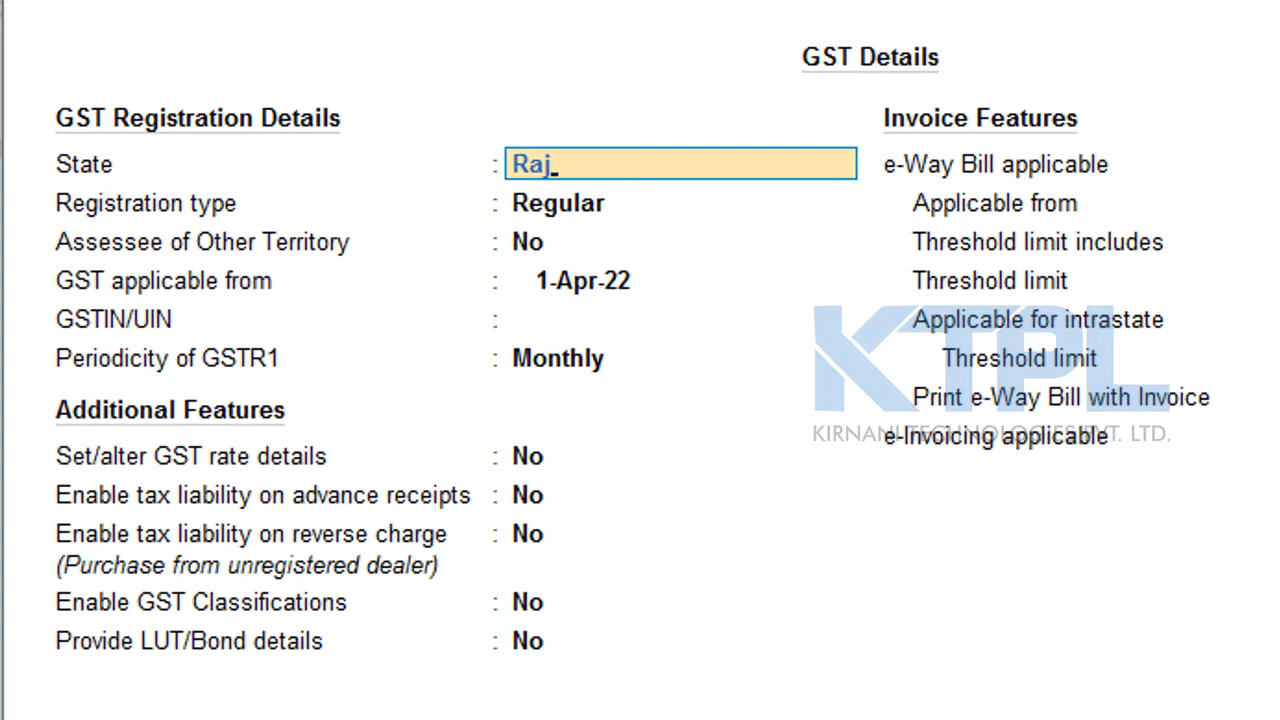 GST Details
GST Registration Details
State : Raj
Registration type : Regular
Assessee of Other Territory : No
GST applicable from : 1-Apr-22
GSTIN/UIN :
Periodicity of GSTR1 : Monthly
Additional Features
Set/alter GST rate details : No
Enable tax liability on advance receipts : No
Enable tax liability on reverse charge : No
(Purchase from unregistered dealer)
Enable GST Classifications : No
Provide LUT/Bond details : No
Invoice Features
e-Way Bill applicable
Applicable from
Threshold limit includes
Threshold limit
Applicable for intrastate
Threshold limit
Print e-Way Bill with Invoice
e-Invoicing applicable
KTPL
KIRNANI TECHNOLOGIES PVT. LTD.